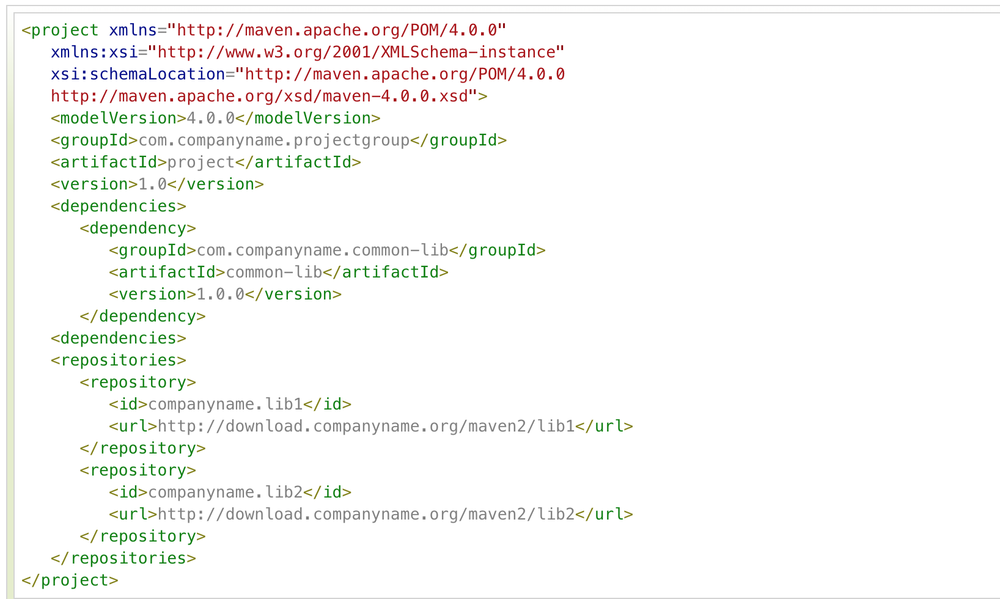 <project xmlns="http://maven.apache.org/POM/4.0.0"
   xmlns:xsi="http://www.w3.org/2001/XMLSchema-instance"
   xsi:schemaLocation="http://maven.apache.org/POM/4.0.0
   http://maven.apache.org/xsd/maven-4.0.0.xsd">
   <modelVersion>4.0.0</modelVersion>
   <groupId>com.companyname.projectgroup</groupId>
   <artifactId>project</artifactId>
   <version>1.0</version>
   <dependencies>
      <dependency>
         <groupId>com.companyname.common-lib</groupId>
         <artifactId>common-lib</artifactId>
         <version>1.0.0</version>
      </dependency>
   <dependencies>
   <repositories>
      <repository>
         <id>companyname.lib1</id>
         <url>http://download.companyname.org/maven2/lib1</url>
      </repository>
      <repository>
         <id>companyname.lib2</id>
         <url>http://download.companyname.org/maven2/lib2</url>
      </repository>
   </repositories>
</project>